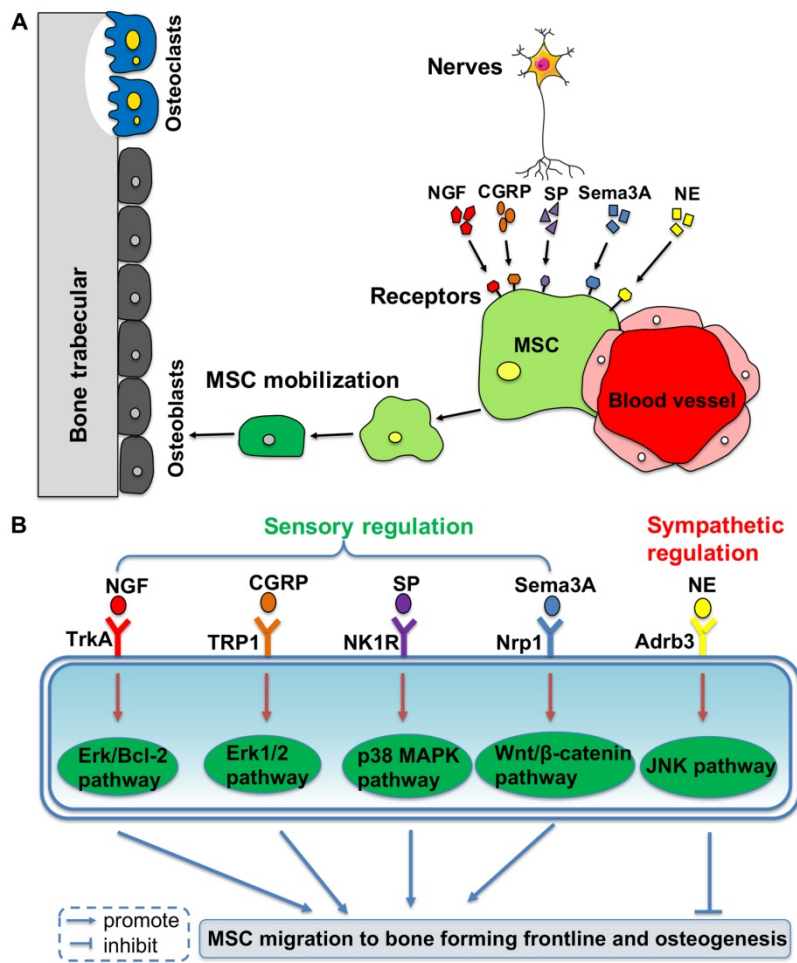 A
Nerves
Osteoclasts
NGF CGRP SP Sema3A NE
Receptors
MSC
Blood vessel
Bone trabecular
MSC mobilization
Osteoblasts
B
Sensory regulation
Sympathetic
regulation
NGF CGRP SP Sema3A NE
TrkA TRP1 NK1R Nrp1 Adrb3
Erk/Bcl-2
pathway
Erk1/2
pathway
p38 MAPK
pathway
Wnt/β-catenin
pathway
JNK pathway
promote
inhibit
MSC migration to bone forming frontline and osteogenesis